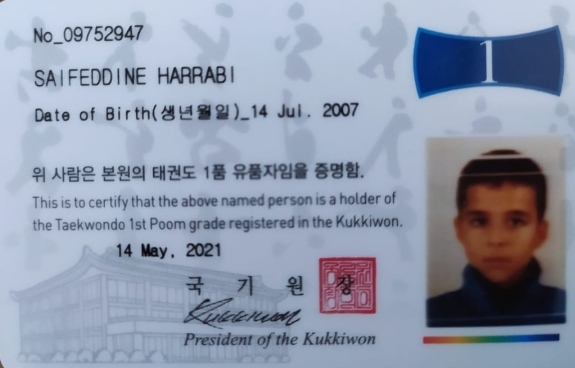 No_09752947
1
SAIFEDDINE HARRABI
Date of Birth(생년월일)_14 Jul. 2007
위 사람은 본원의 태권도 1품 유품자임을 증명함.
This is to certify that the above named person is a holder of
the Taekwondo 1st Poom grade registered in the Kukkiwon.
14 May, 2021
국 기 원 장
Kukkiwon
President of the Kukkiwon